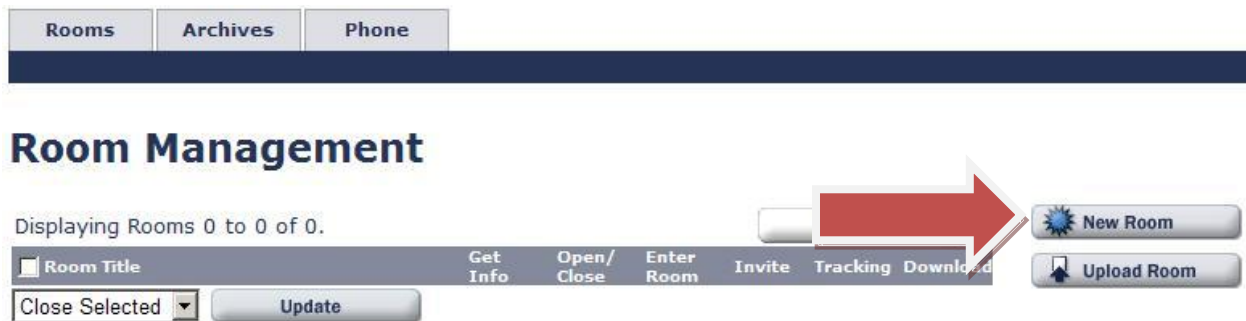 Rooms Archives Phone
Room Management
Displaying Rooms 0 to 0 of 0.
New Room
Room Title Get Info Open/ Close Enter Room Invite Tracking Download
Upload Room
Close Selected Update